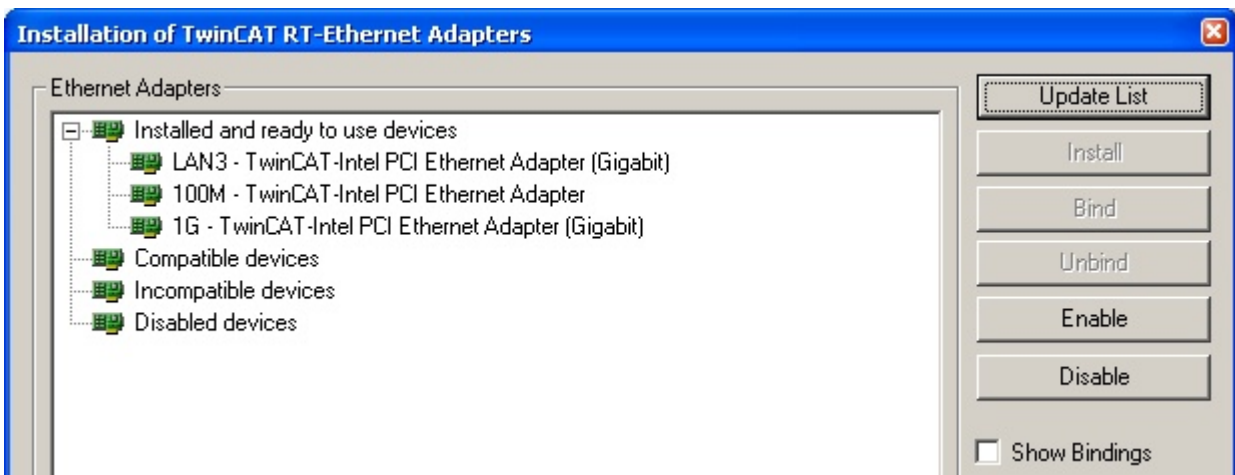 Installation of TwinCAT RT-Ethernet Adapters
Ethernet Adapters
Installed and ready to use devices
LAN3 - TwinCAT-Intel PCI Ethernet Adapter (Gigabit)
100M - TwinCAT-Intel PCI Ethernet Adapter
1G - TwinCAT-Intel PCI Ethernet Adapter (Gigabit)
Compatible devices
Incompatible devices
Disabled devices
Update List
Install
Bind
Unbind
Enable
Disable
Show Bindings